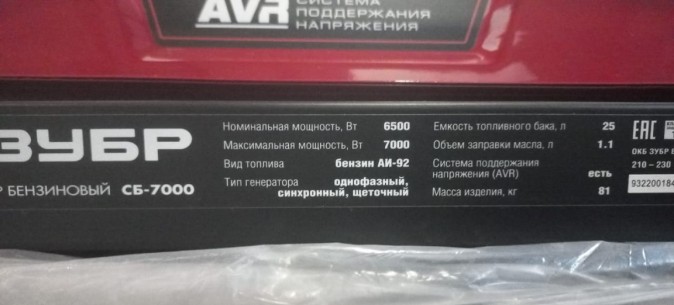 AVR
СИСТЕМА
ПОДДЕРЖАНИЯ
НАПРЯЖЕНИЯ
ЗУБР
БЕНЗИНОВЫЙ СБ-7000
Номинальная мощность, Вт 6500
Максимальная мощность, Вт 7000
Вид топлива бензин АИ-92
Тип генератора однофазный,
синхронный, щеточный
Емкость топливного бака, л 25
Объем заправки масла, л 1.1
Система поддержания
напряжения (AVR) есть
Масса изделия, кг 81
EAC
ОКБ ЗУБР
210 - 230
932200184